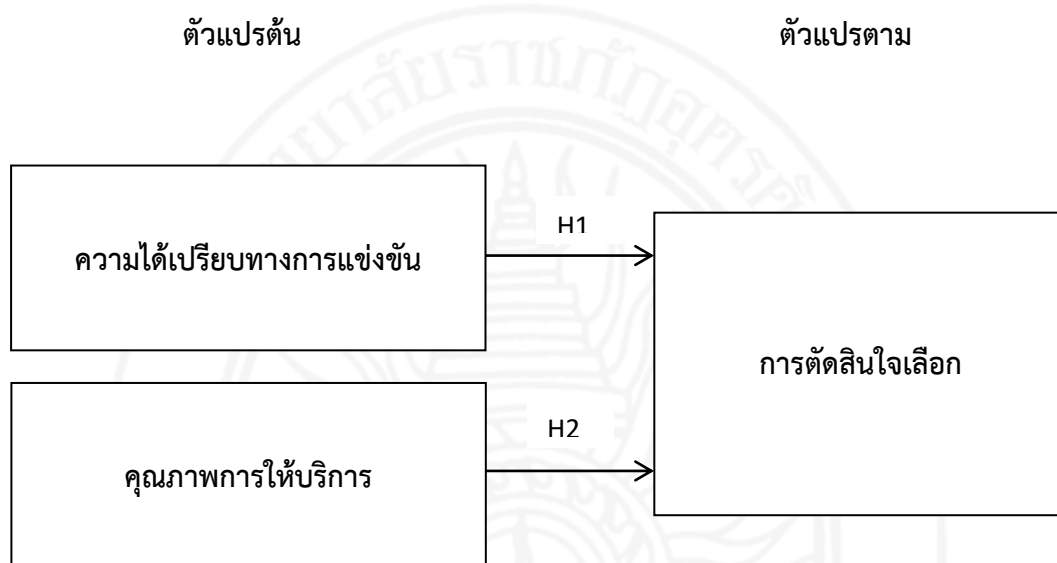 ตัวแปรต้น
ตัวแปรตาม
ความได้เปรียบทางการแข่งขัน
H1
การตัดสินใจเลือก
H2
คุณภาพการให้บริการ